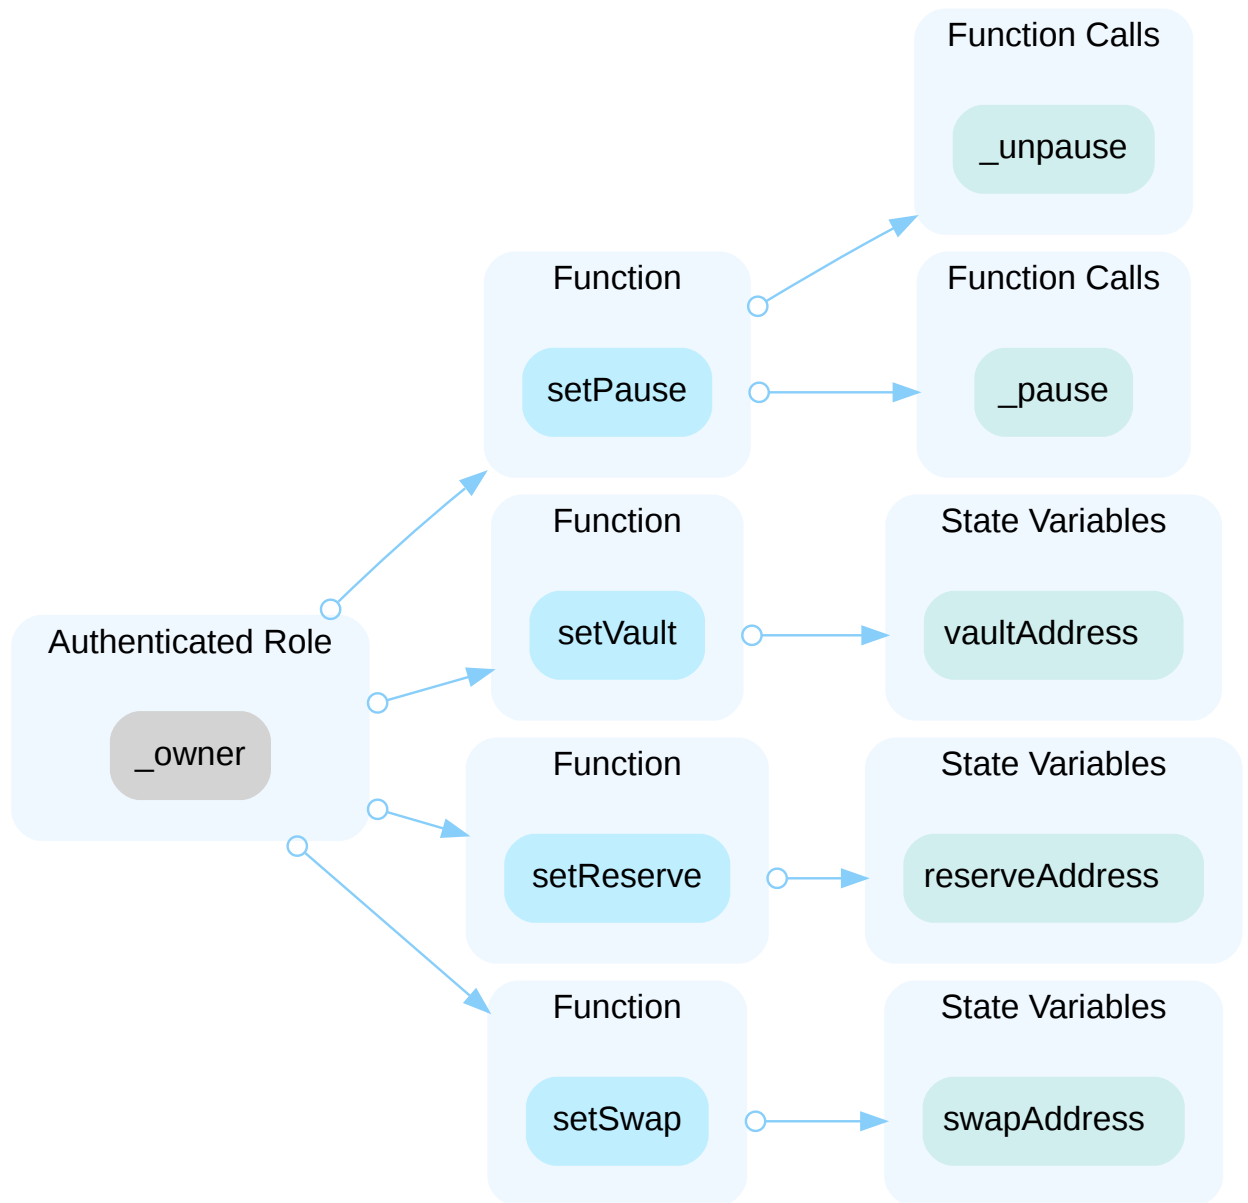 Function Calls
_unpause
Function
setPause
Function Calls
_pause
Authenticated Role
_owner
Function
setVault
State Variables
vaultAddress
Function
setReserve
State Variables
reserveAddress
Function
setSwap
State Variables
swapAddress